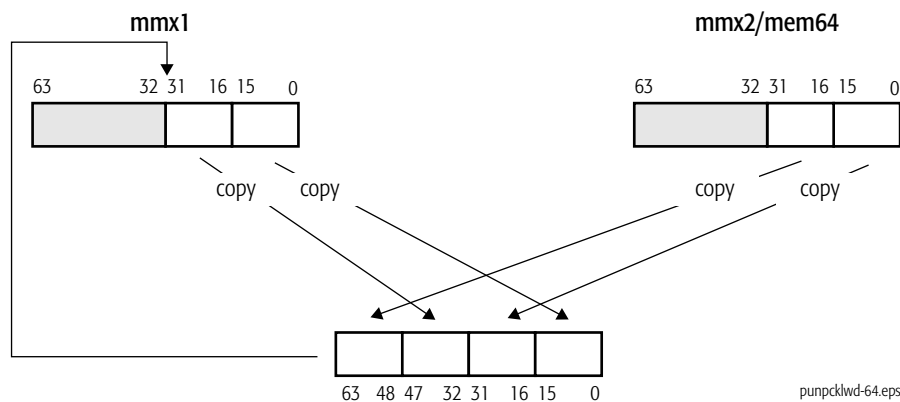 mmx1 mmx2/mem64
63 32 31 16 15 0 63 32 31 16 15 0
copy copy copy copy
63 48 47 32 31 16 15 0
punpcklwd-64.eps